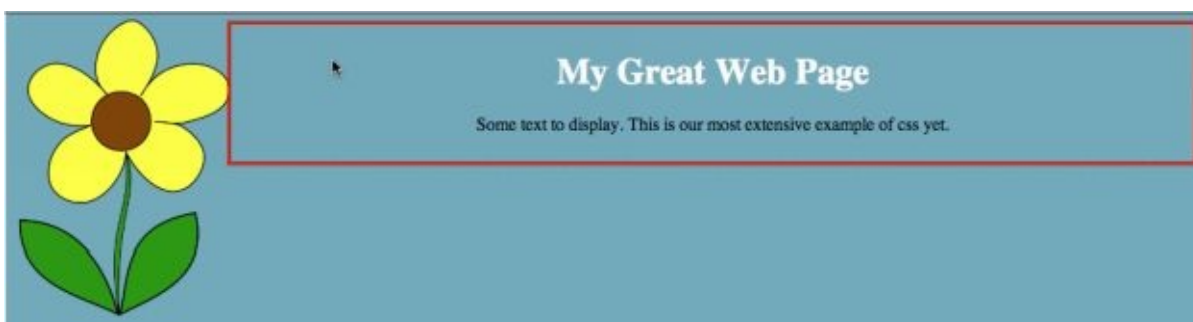 My Great Web Page
Some text to display. This is our most extensive example of css yet.